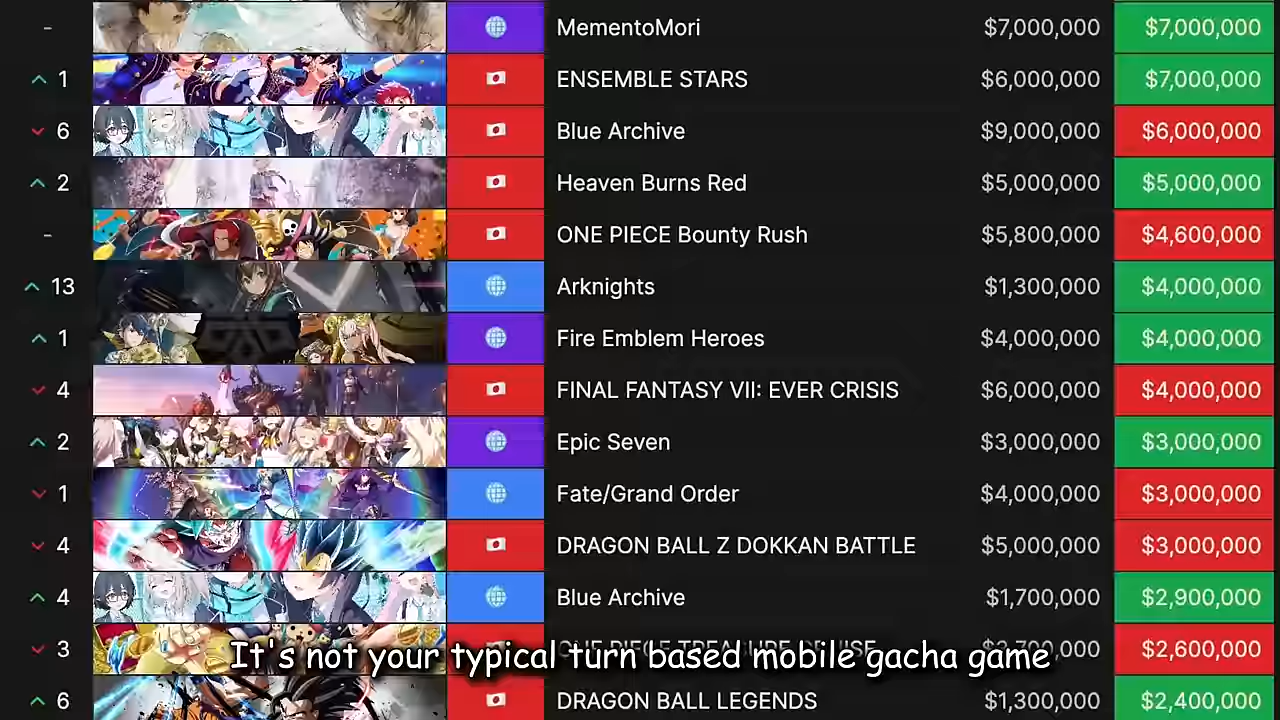 - MementoMori $7,000,000 $7,000,000
1 ENSEMBLE STARS $6,000,000 $7,000,000
6 Blue Archive $9,000,000 $6,000,000
2 Heaven Burns Red $5,000,000 $5,000,000
- ONE PIECE Bounty Rush $5,800,000 $4,600,000
13 Arknights $1,300,000 $4,000,000
1 Fire Emblem Heroes $4,000,000 $4,000,000
4 FINAL FANTASY VII: EVER CRISIS $6,000,000 $4,000,000
2 Epic Seven $3,000,000 $3,000,000
1 Fate/Grand Order $4,000,000 $3,000,000
4 DRAGON BALL Z DOKKAN BATTLE $5,000,000 $3,000,000
4 Blue Archive $1,700,000 $2,900,000
3 ONE PIECE TREASURE CRUISE $2,600,000
It's not your typical turn based mobile gacha game
6 DRAGON BALL LEGENDS $1,300,000 $2,400,000